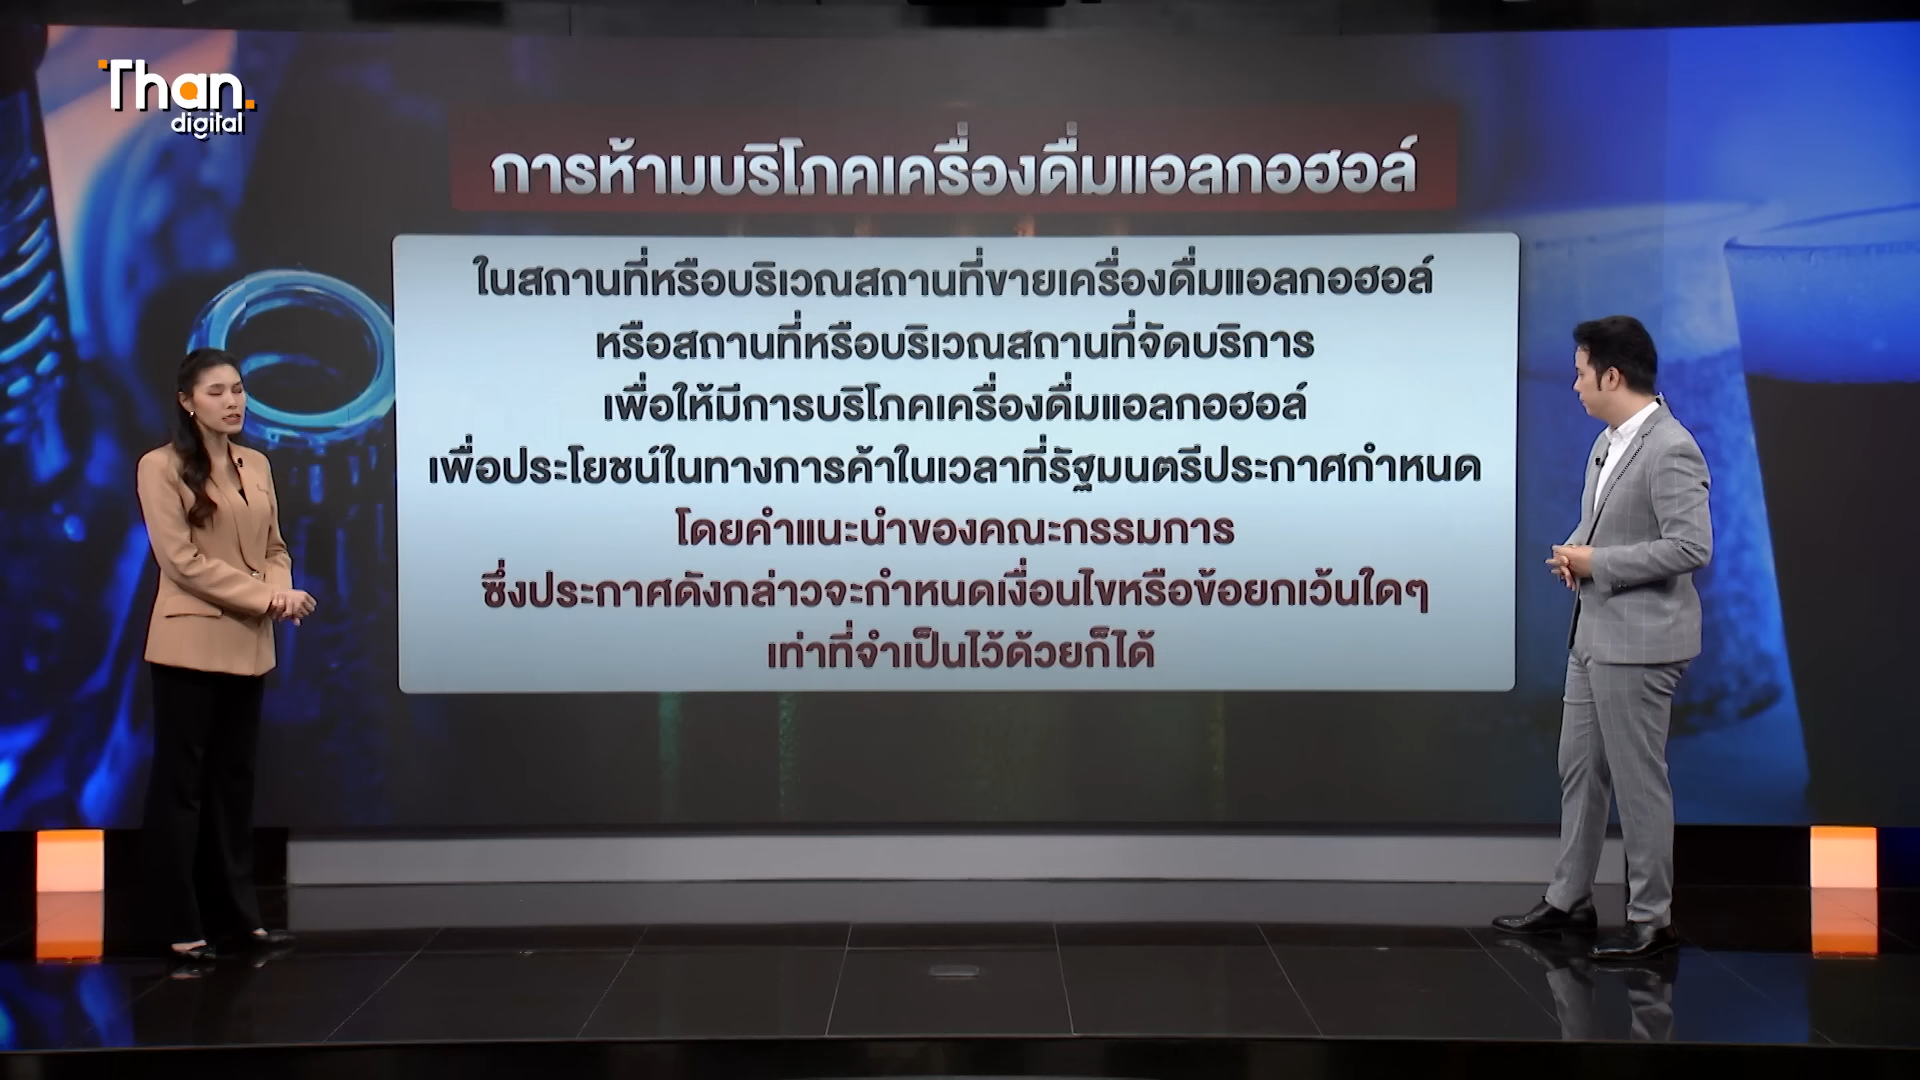 Than.
digital
การห้ามบริโภคเครื่องดื่มแอลกอฮอล์
ในสถานที่หรือบริเวณสถานที่ขายเครื่องดื่มแอลกอฮอล์
หรือสถานที่หรือบริเวณสถานที่จัดบริการ
เพื่อให้มีการบริโภคเครื่องดื่มแอลกอฮอล์
เพื่อประโยชน์ในทางการค้าในเวลาที่รัฐมนตรีประกาศกำหนด
โดยคำแนะนำของคณะกรรมการ
ซึ่งประกาศดังกล่าวจะกำหนดเงื่อนไขหรือข้อยกเว้นใดๆ
เท่าที่จำเป็นไว้ด้วยก็ได้